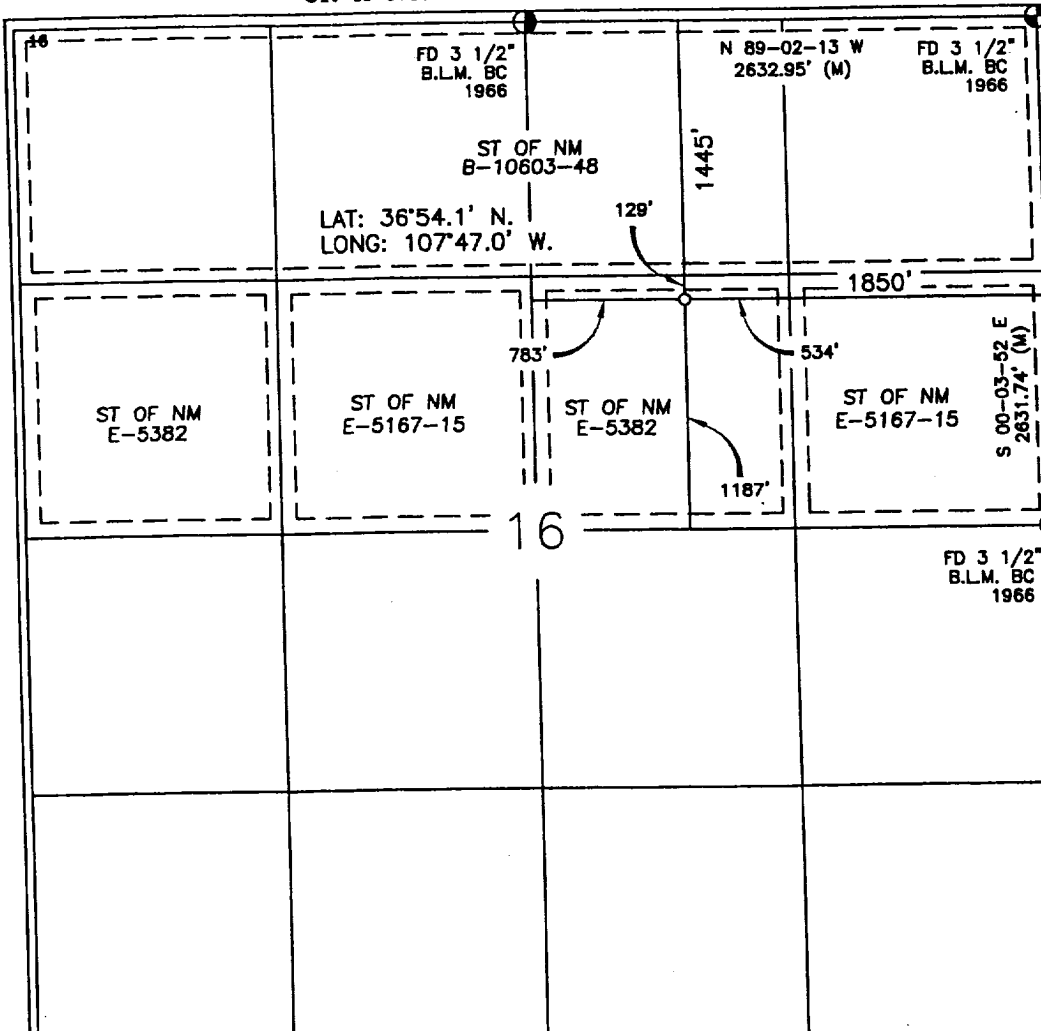 16
FD 3 1/2"
B.L.M. BC
1966
N 89-02-13 W
2632.95' (M)
FD 3 1/2"
B.L.M. BC
1966
ST OF NM
B-10603-48
1445'
LAT: 36°54.1' N.
LONG: 107°47.0' W.
129'
1850'
783'
534'
ST OF NM
E-5382
ST OF NM
E-5167-15
ST OF NM
E-5382
ST OF NM
E-5167-15
S 00-03-52 E
2631.74' (M)
1187'
16
FD 3 1/2"
B.L.M. BC
1966